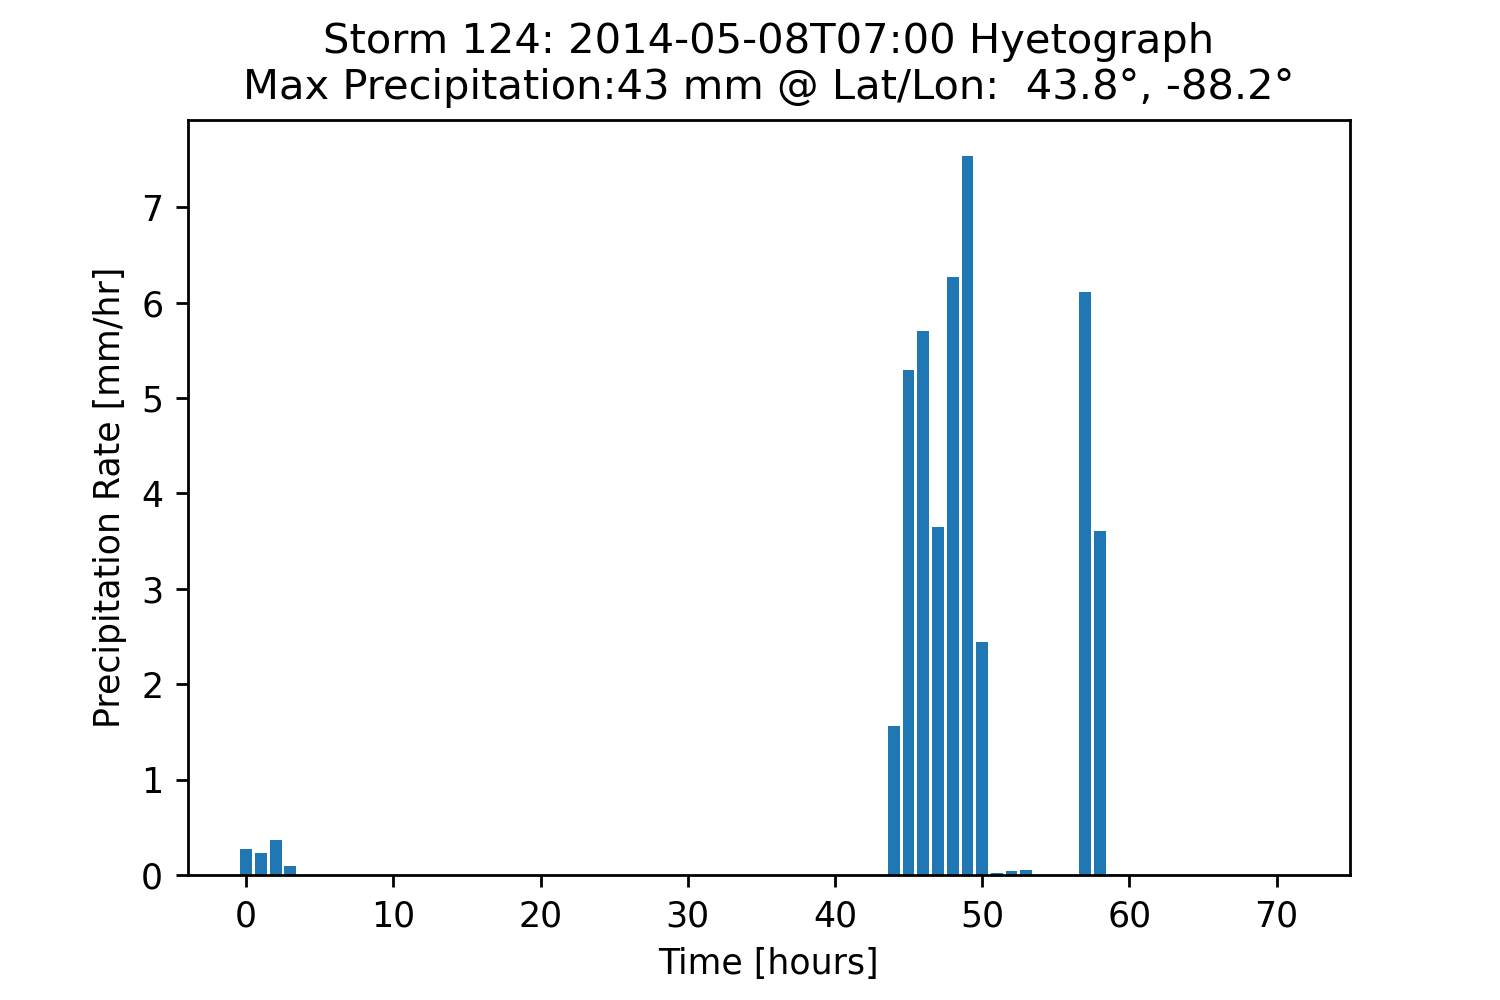 Storm 124: 2014-05-08T07:00 Hyetograph
Max Precipitation:43 mm @ Lat/Lon:  43.8°, -88.2°
Precipitation Rate [mm/hr]
7
6
5
4
3
2
1
0
0 10 20 30 40 50 60 70
Time [hours]